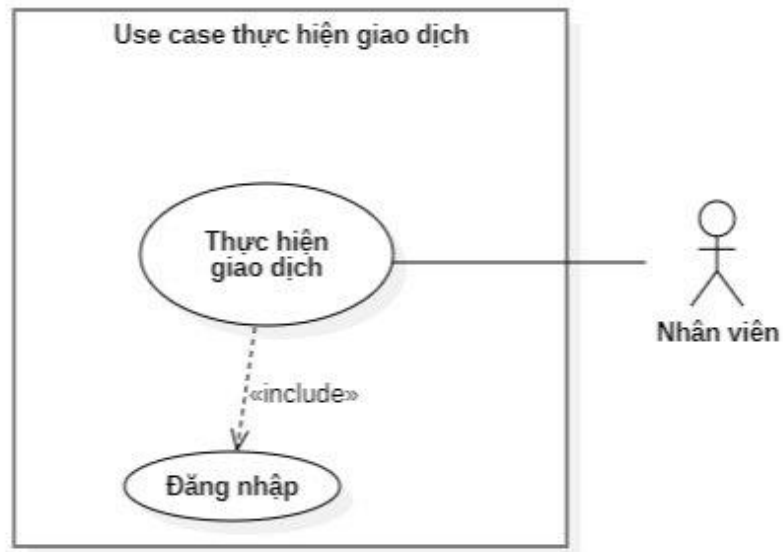 Use case thực hiện giao dịch
Thực hiện
giao dịch
Nhân viên
«include»
Đăng nhập